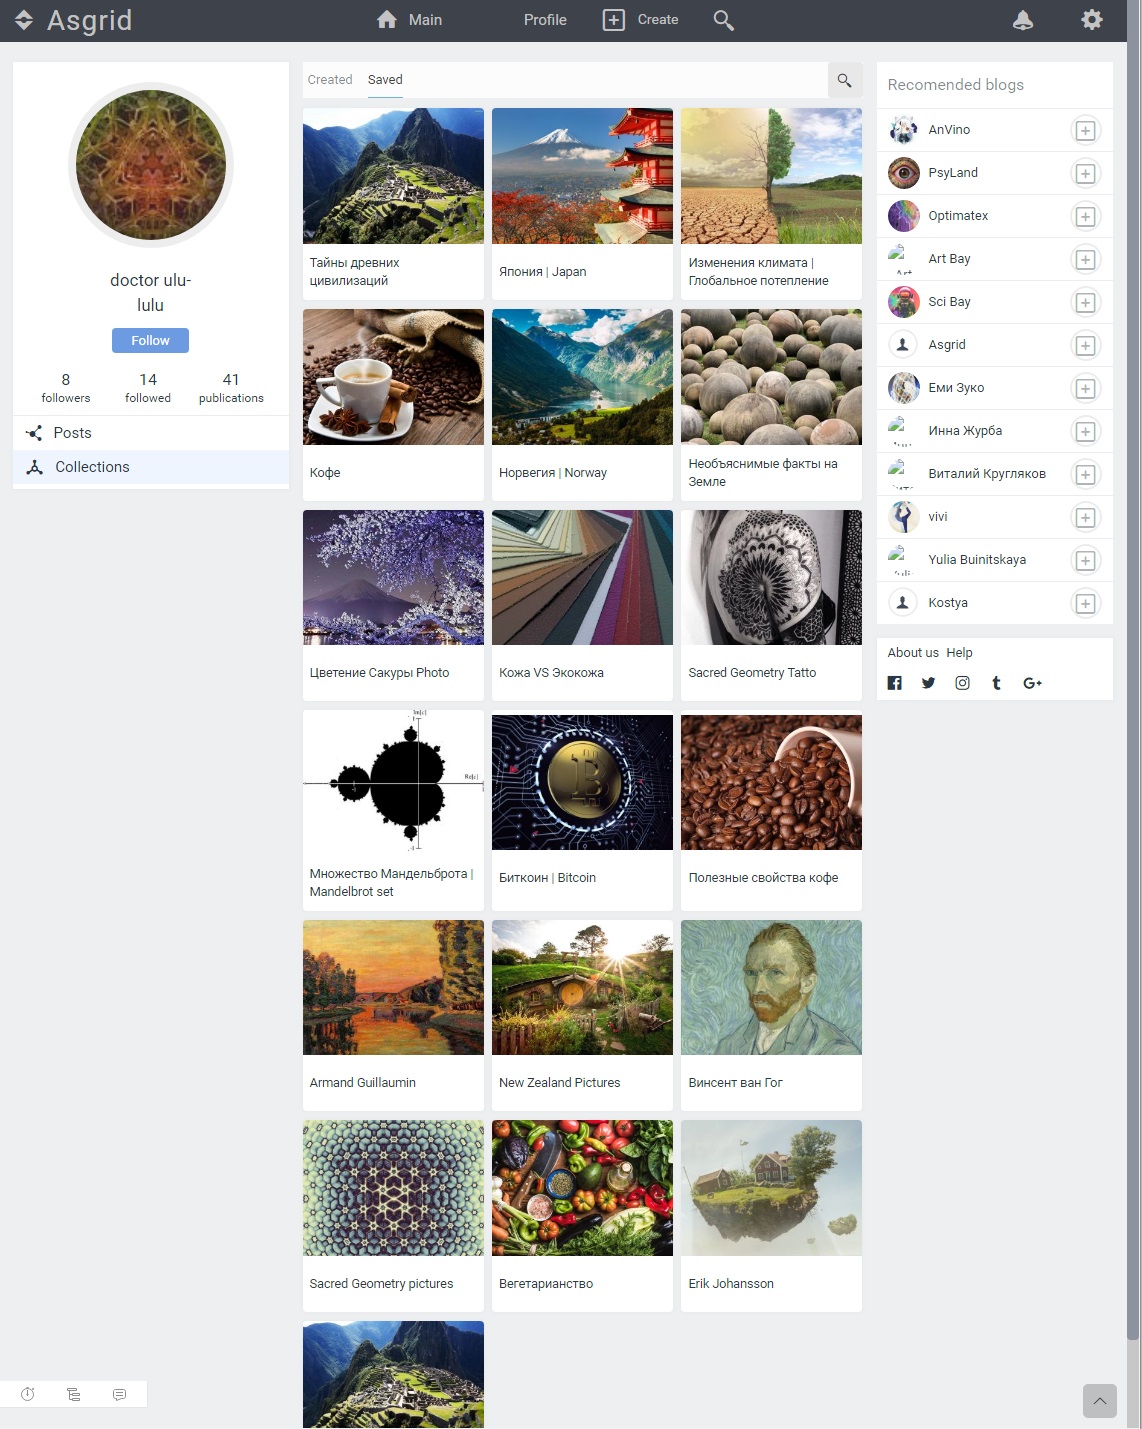 Asgrid
Main
Profile
Create
doctor ulu-
lulu
Follow
8
14
41
followers
followed
publications
Posts
Collections
Created
Saved
Тайны древних
цивилизаций
Япония | Japan
Изменения климата |
Глобальное потепление
Кофе
Норвегия | Norway
Необъяснимые факты на
Земле
Цветение Сакуры Photo
Кожа VS Экокожа
Sacred Geometry Tatto
Im[c]
Re[c]
Множество Мандельброта |
Mandelbrot set
Биткоин | Bitcoin
Полезные свойства кофе
Armand Guillaumin
New Zealand Pictures
Винсент ван Гог
Sacred Geometry pictures
Вегетарианство
Erik Johansson
Recomended blogs
AnVino
PsyLand
Optimatex
Art Bay
Sci Bay
Asgrid
Еми Зуко
Инна Журба
Виталий Кругляков
vivi
Yulia Buinitskaya
Kostya
About us Help